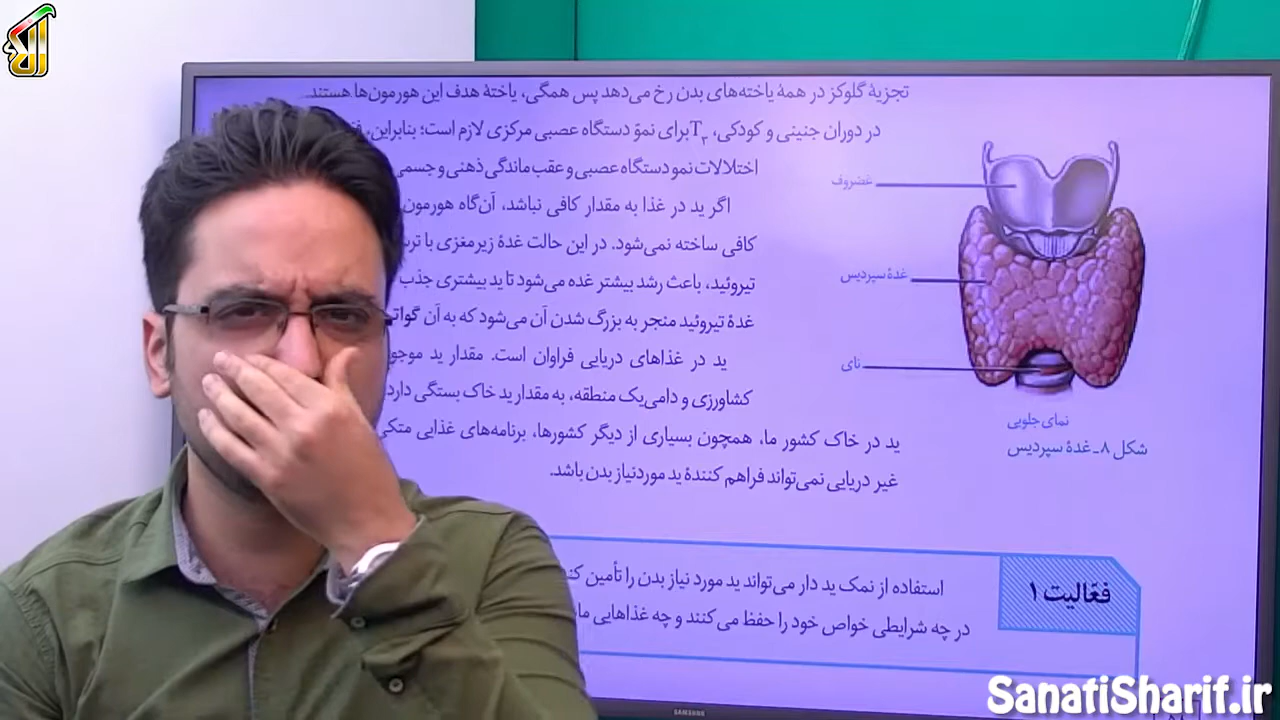 تجزیهٔ گلوکز در همهٔ یاخته‌های بدن رخ می‌دهد پس همگی، یاختهٔ هدف این هورمون‌ها هستند.
در دوران جنینی و کودکی، T۳ برای نموّ دستگاه عصبی مرکزی لازم است؛ بنابراین،
اختلالات نمو دستگاه عصبی و عقب‌ماندگی ذهنی و جسمی
اگر ید در غذا به مقدار کافی نباشد، آن‌گاه هورمون
کافی ساخته نمی‌شود. در این حالت غدهٔ زیرمغزی با
تیروئید، باعث رشد بیشتر غده می‌شود تا ید بیشتری جذب
غدهٔ تیروئید منجر به بزرگ شدن آن می‌شود که به آن
ید در غذاهای دریایی فراوان است. مقدار ید
کشاورزی و دامی یک منطقه، به مقدار ید خاک بستگی دارد.
ید در خاک کشور ما، همچون بسیاری از دیگر کشورها، برنامه‌های غذایی
غیر دریایی نمی‌تواند فراهم کنندهٔ ید موردنیاز بدن باشد.
غضروف
غدهٔ سپردیس
نای
نمای جلویی
شکل ۸ـ غدهٔ سپردیس
فعّالیت ۱
استفاده از نمک ید دار می‌تواند ید مورد نیاز بدن را تأمین
در چه شرایطی خواص خود را حفظ می‌کنند و چه غذاهایی
SAMSUNG
SanatiSharif.ir